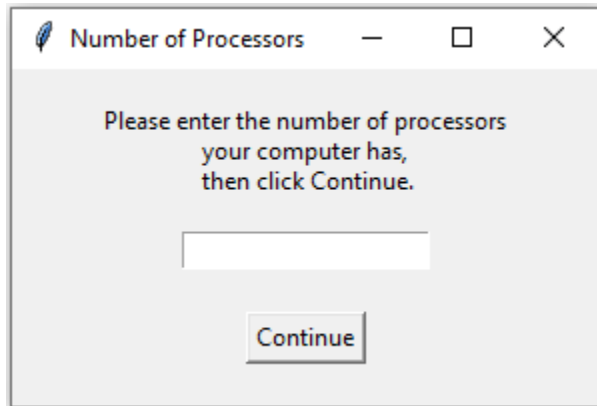 Number of Processors
Please enter the number of processors
your computer has,
then click Continue.
Continue